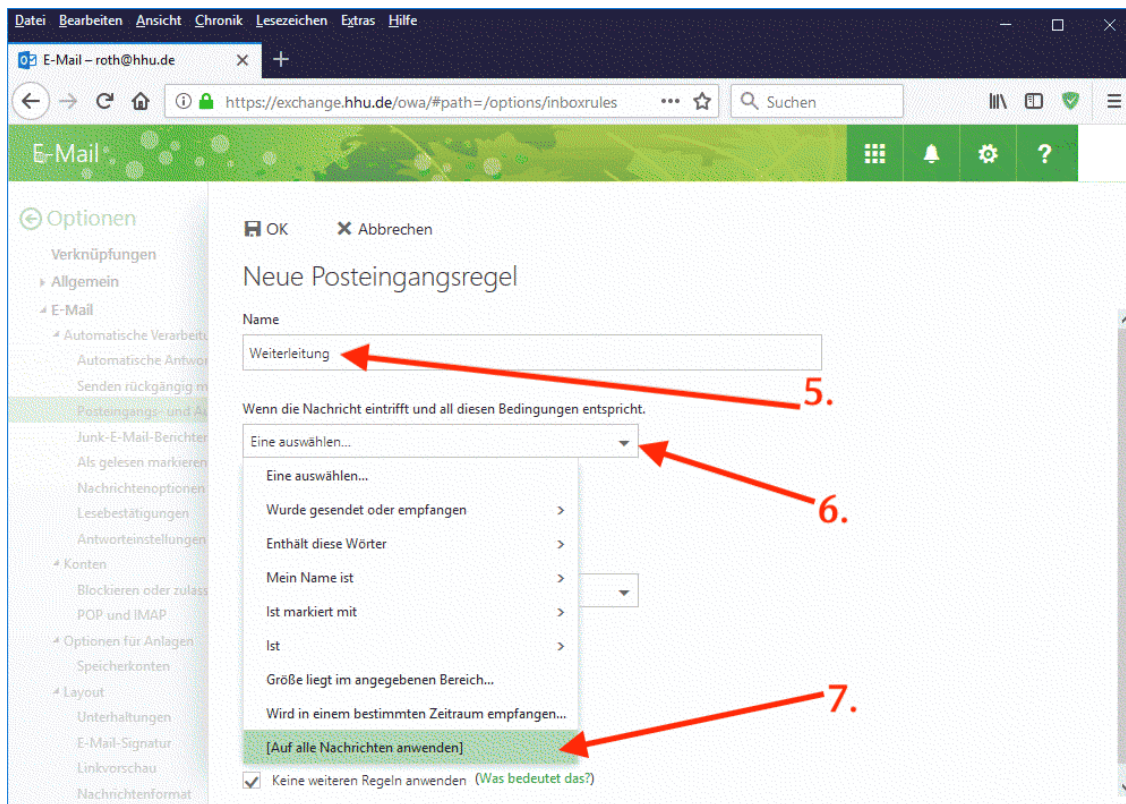 Datei Bearbeiten Ansicht Chronik Lesezeichen Extras Hilfe
E-Mail – roth@hhu.de
https://exchange.hhu.de/owa/#path=/options/inboxrules
Suchen
E-Mail
?
Optionen
OK Abbrechen
Verknüpfungen
Allgemein
Neue Posteingangsregel
E-Mail
Name
Automatische Verarbeitu
Weiterleitung
Automatische Antwor
5.
Senden rückgängig m
Posteingangs- und Au
Wenn die Nachricht eintrifft und all diesen Bedingungen entspricht.
Junk-E-Mail-Berichter
Eine auswählen...
Als gelesen markieren
Eine auswählen...
Nachrichtenoptionen
Wurde gesendet oder empfangen
6.
Lesebestätigungen
Antworteinstellungen
Enthält diese Wörter
Konten
Mein Name ist
Blockieren oder zulass
Ist markiert mit
POP und IMAP
Optionen für Anlagen
Ist
Speicherkonten
Größe liegt im angegebenen Bereich...
Layout
7.
Unterhaltungen
Wird in einem bestimmten Zeitraum empfangen...
E-Mail-Signatur
[Auf alle Nachrichten anwenden]
Linkvorschau
Keine weiteren Regeln anwenden (Was bedeutet das?)
Nachrichtenformat